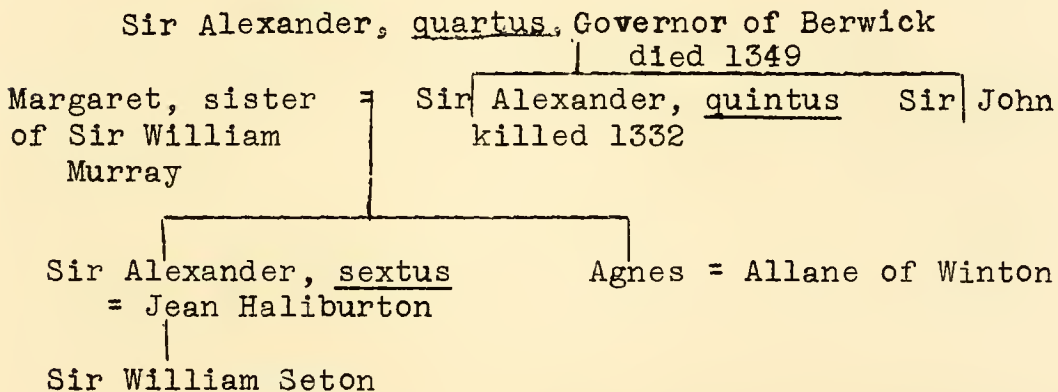 Sir Alexander, quartus, Governor of Berwick
died 1349
Margaret, sister = Sir Alexander, quintus Sir John
of Sir William killed 1332
Murray
Sir Alexander, sextus Agnes = Allane of Winton
= Jean Haliburton
Sir William Seton